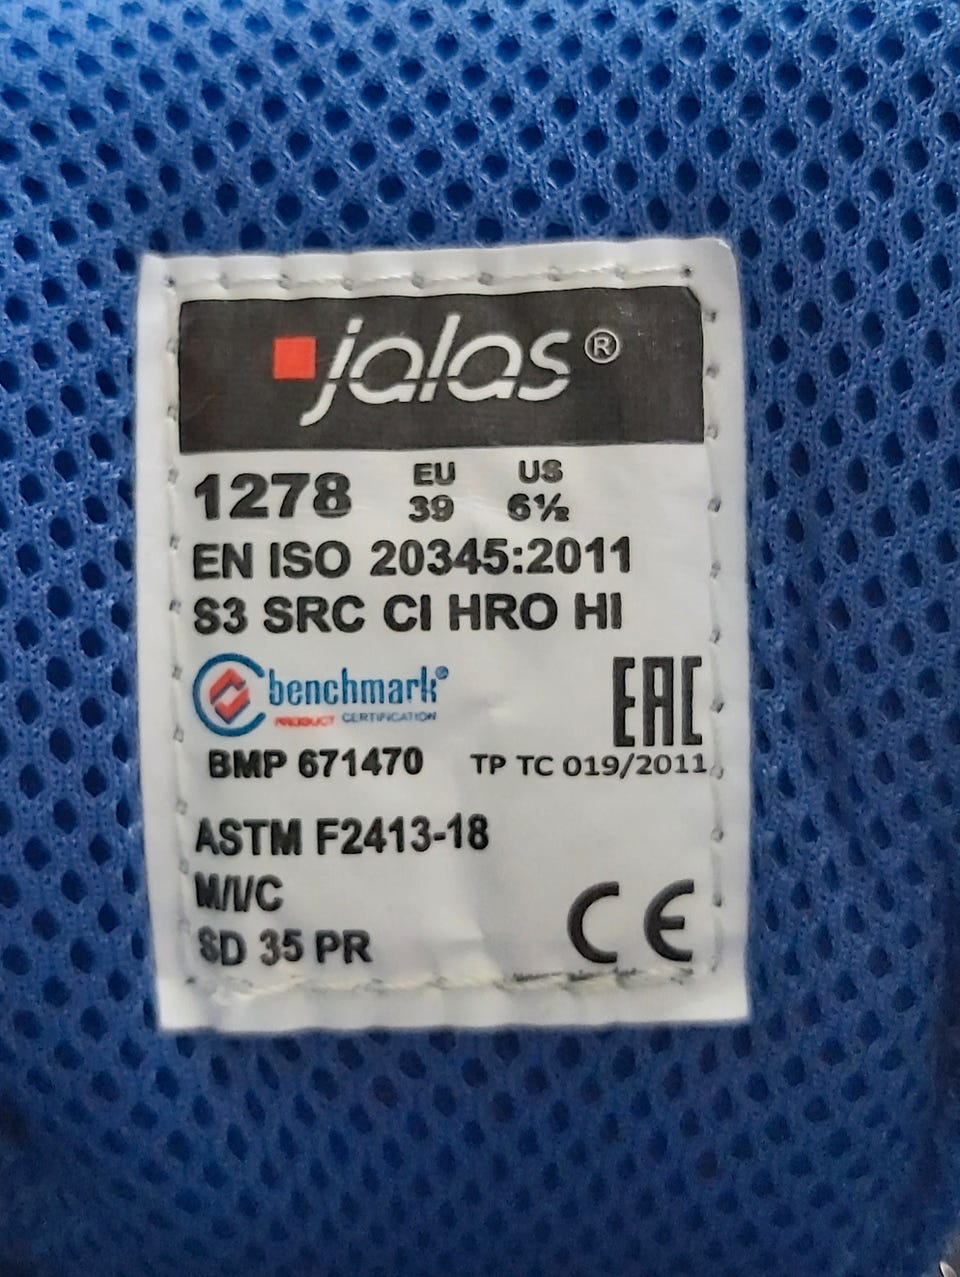 jalas®
1278 EU 39 US 6½
EN ISO 20345:2011
S3 SRC CI HRO HI
benchmark®
PRODUCT CERTIFICATION
EAC
BMP 671470 TP TC 019/2011
ASTM F2413-18
M/I/C
SD 35 PR
CE